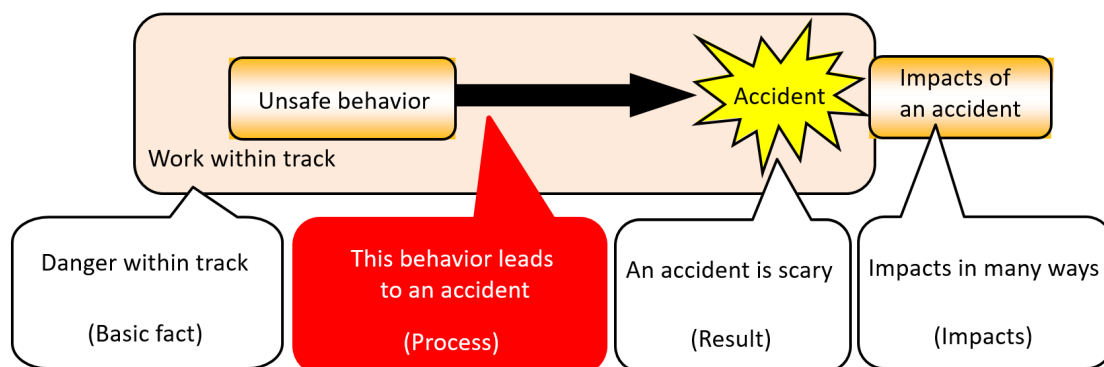 Unsafe behavior
Accident
Impacts of
an accident
Work within track
Danger within track
(Basic fact)
This behavior leads
to an accident
(Process)
An accident is scary
(Result)
Impacts in many ways
(Impacts)